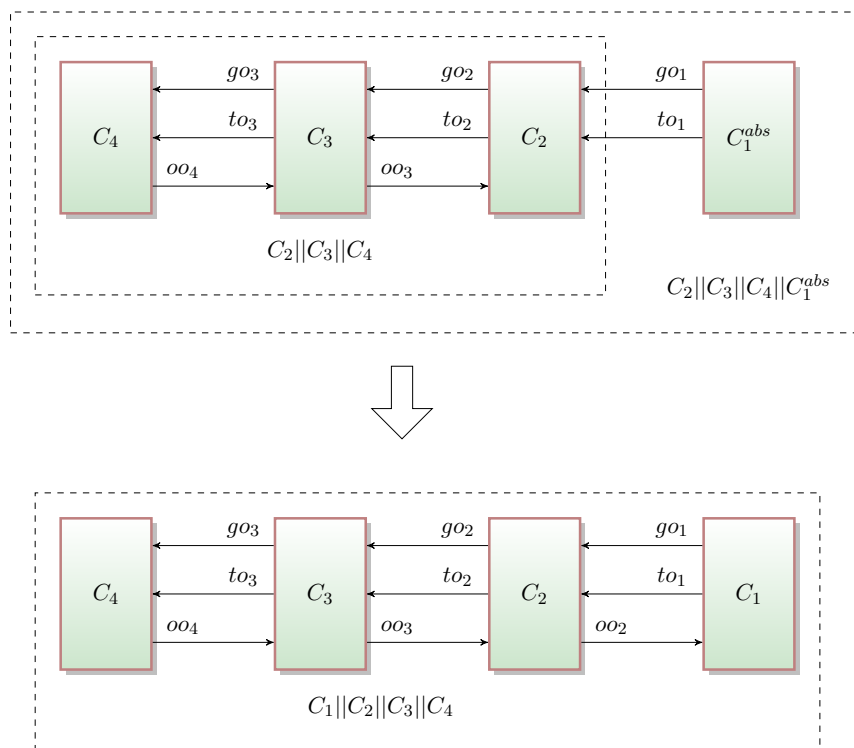 go₃ go₂ go₁
C₄ to₃ C₃ to₂ C₂ to₁ C₁ᵃᵇˢ
oo₄ oo₃
C₂||C₃||C₄
C₂||C₃||C₄||C₁ᵃᵇˢ
go₃ go₂ go₁
C₄ to₃ C₃ to₂ C₂ to₁ C₁
oo₄ oo₃ oo₂
C₁||C₂||C₃||C₄